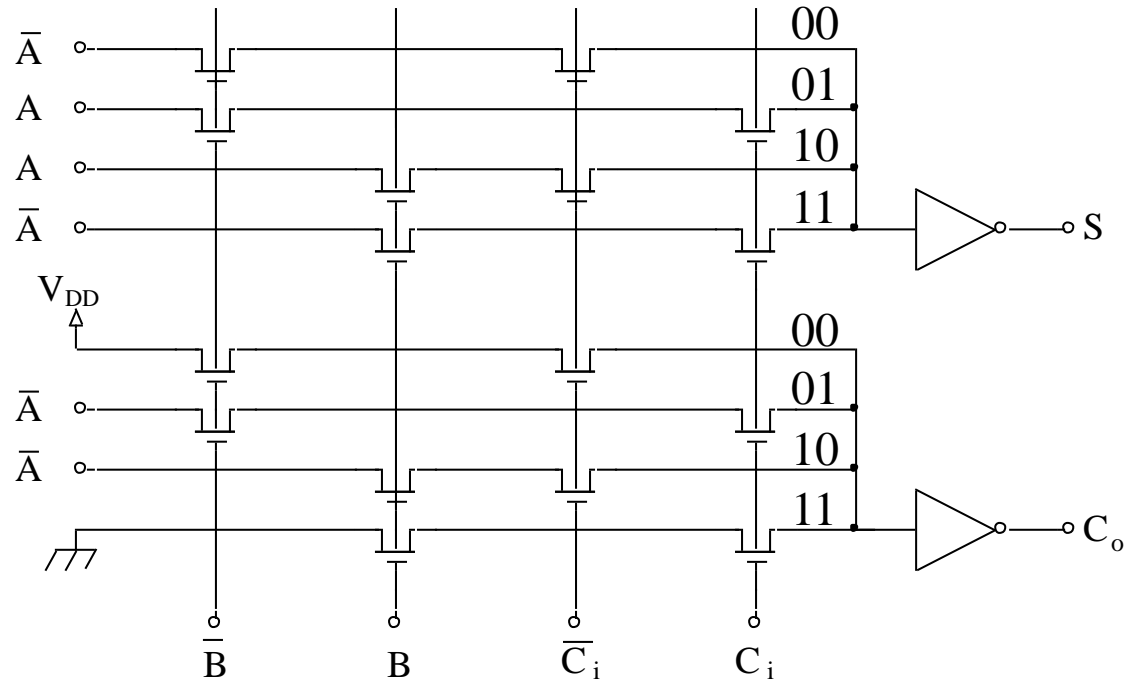 A̅ 00
A 01
A 10
A̅ 11
S
V_DD
00
A̅ 01
A̅ 10
11
C_o
B̅ B C̅_i C_i